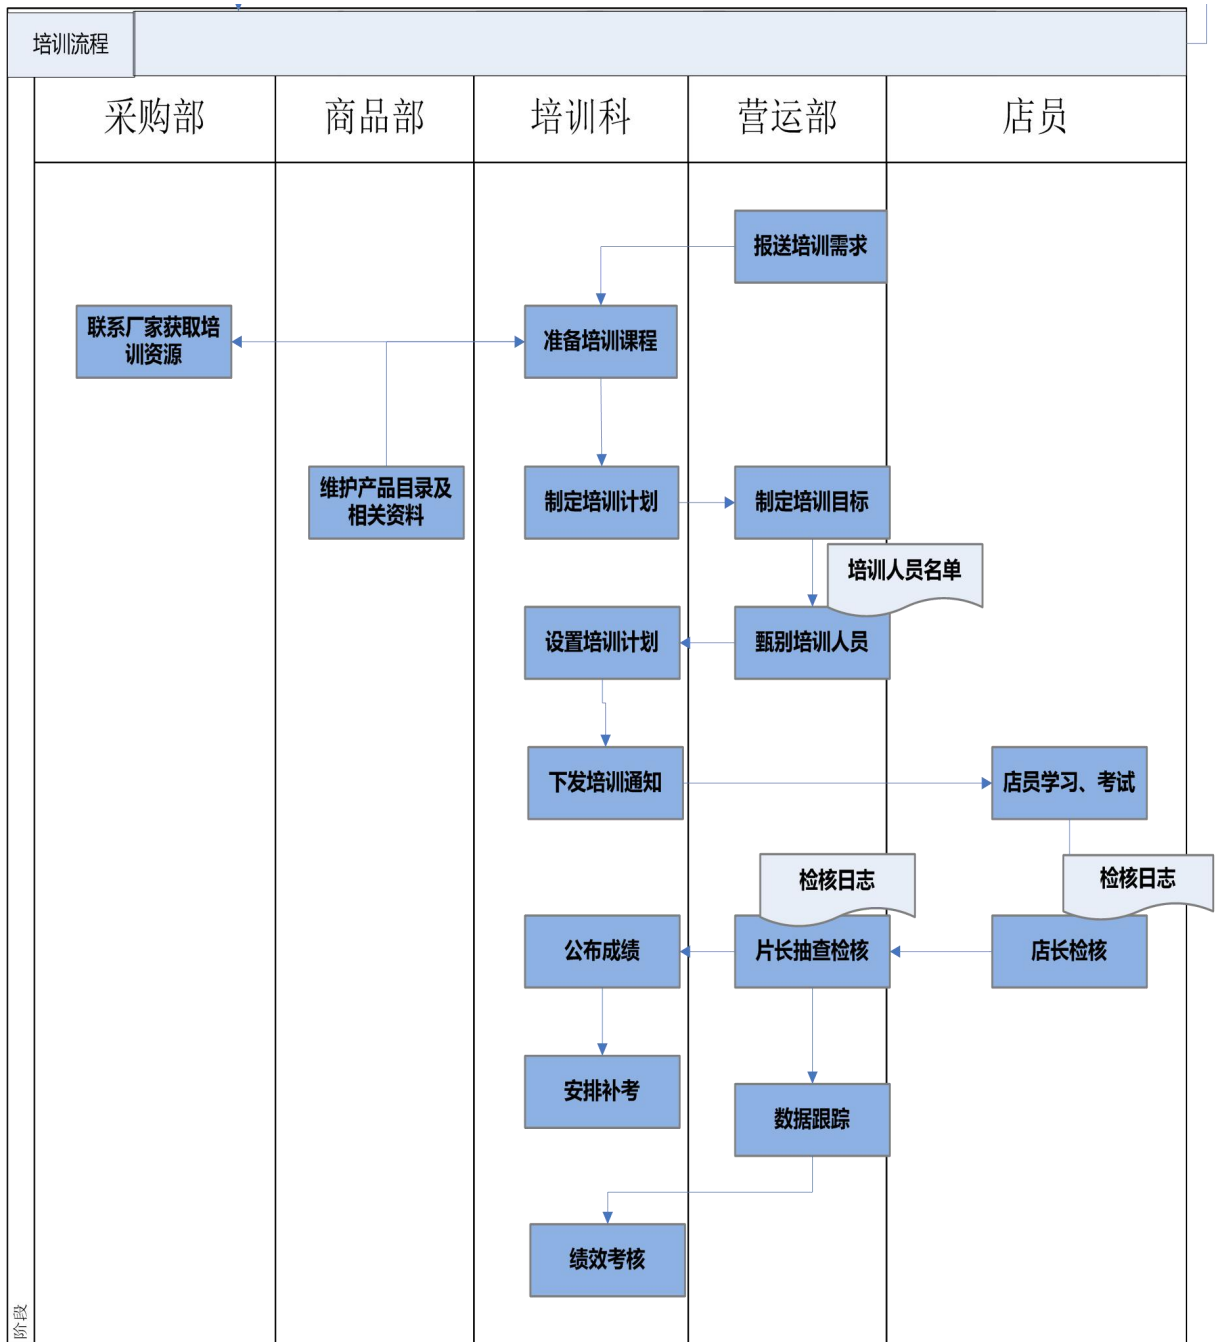 培训流程
采购部
商品部
培训科
营运部
店员
报送培训需求
联系厂家获取培
训资源
准备培训课程
维护产品目录及
相关资料
制定培训计划
制定培训目标
培训人员名单
设置培训计划
甄别培训人员
下发培训通知
店员学习、考试
检核日志
检核日志
公布成绩
片长抽查检核
店长检核
安排补考
数据跟踪
绩效考核
阶段